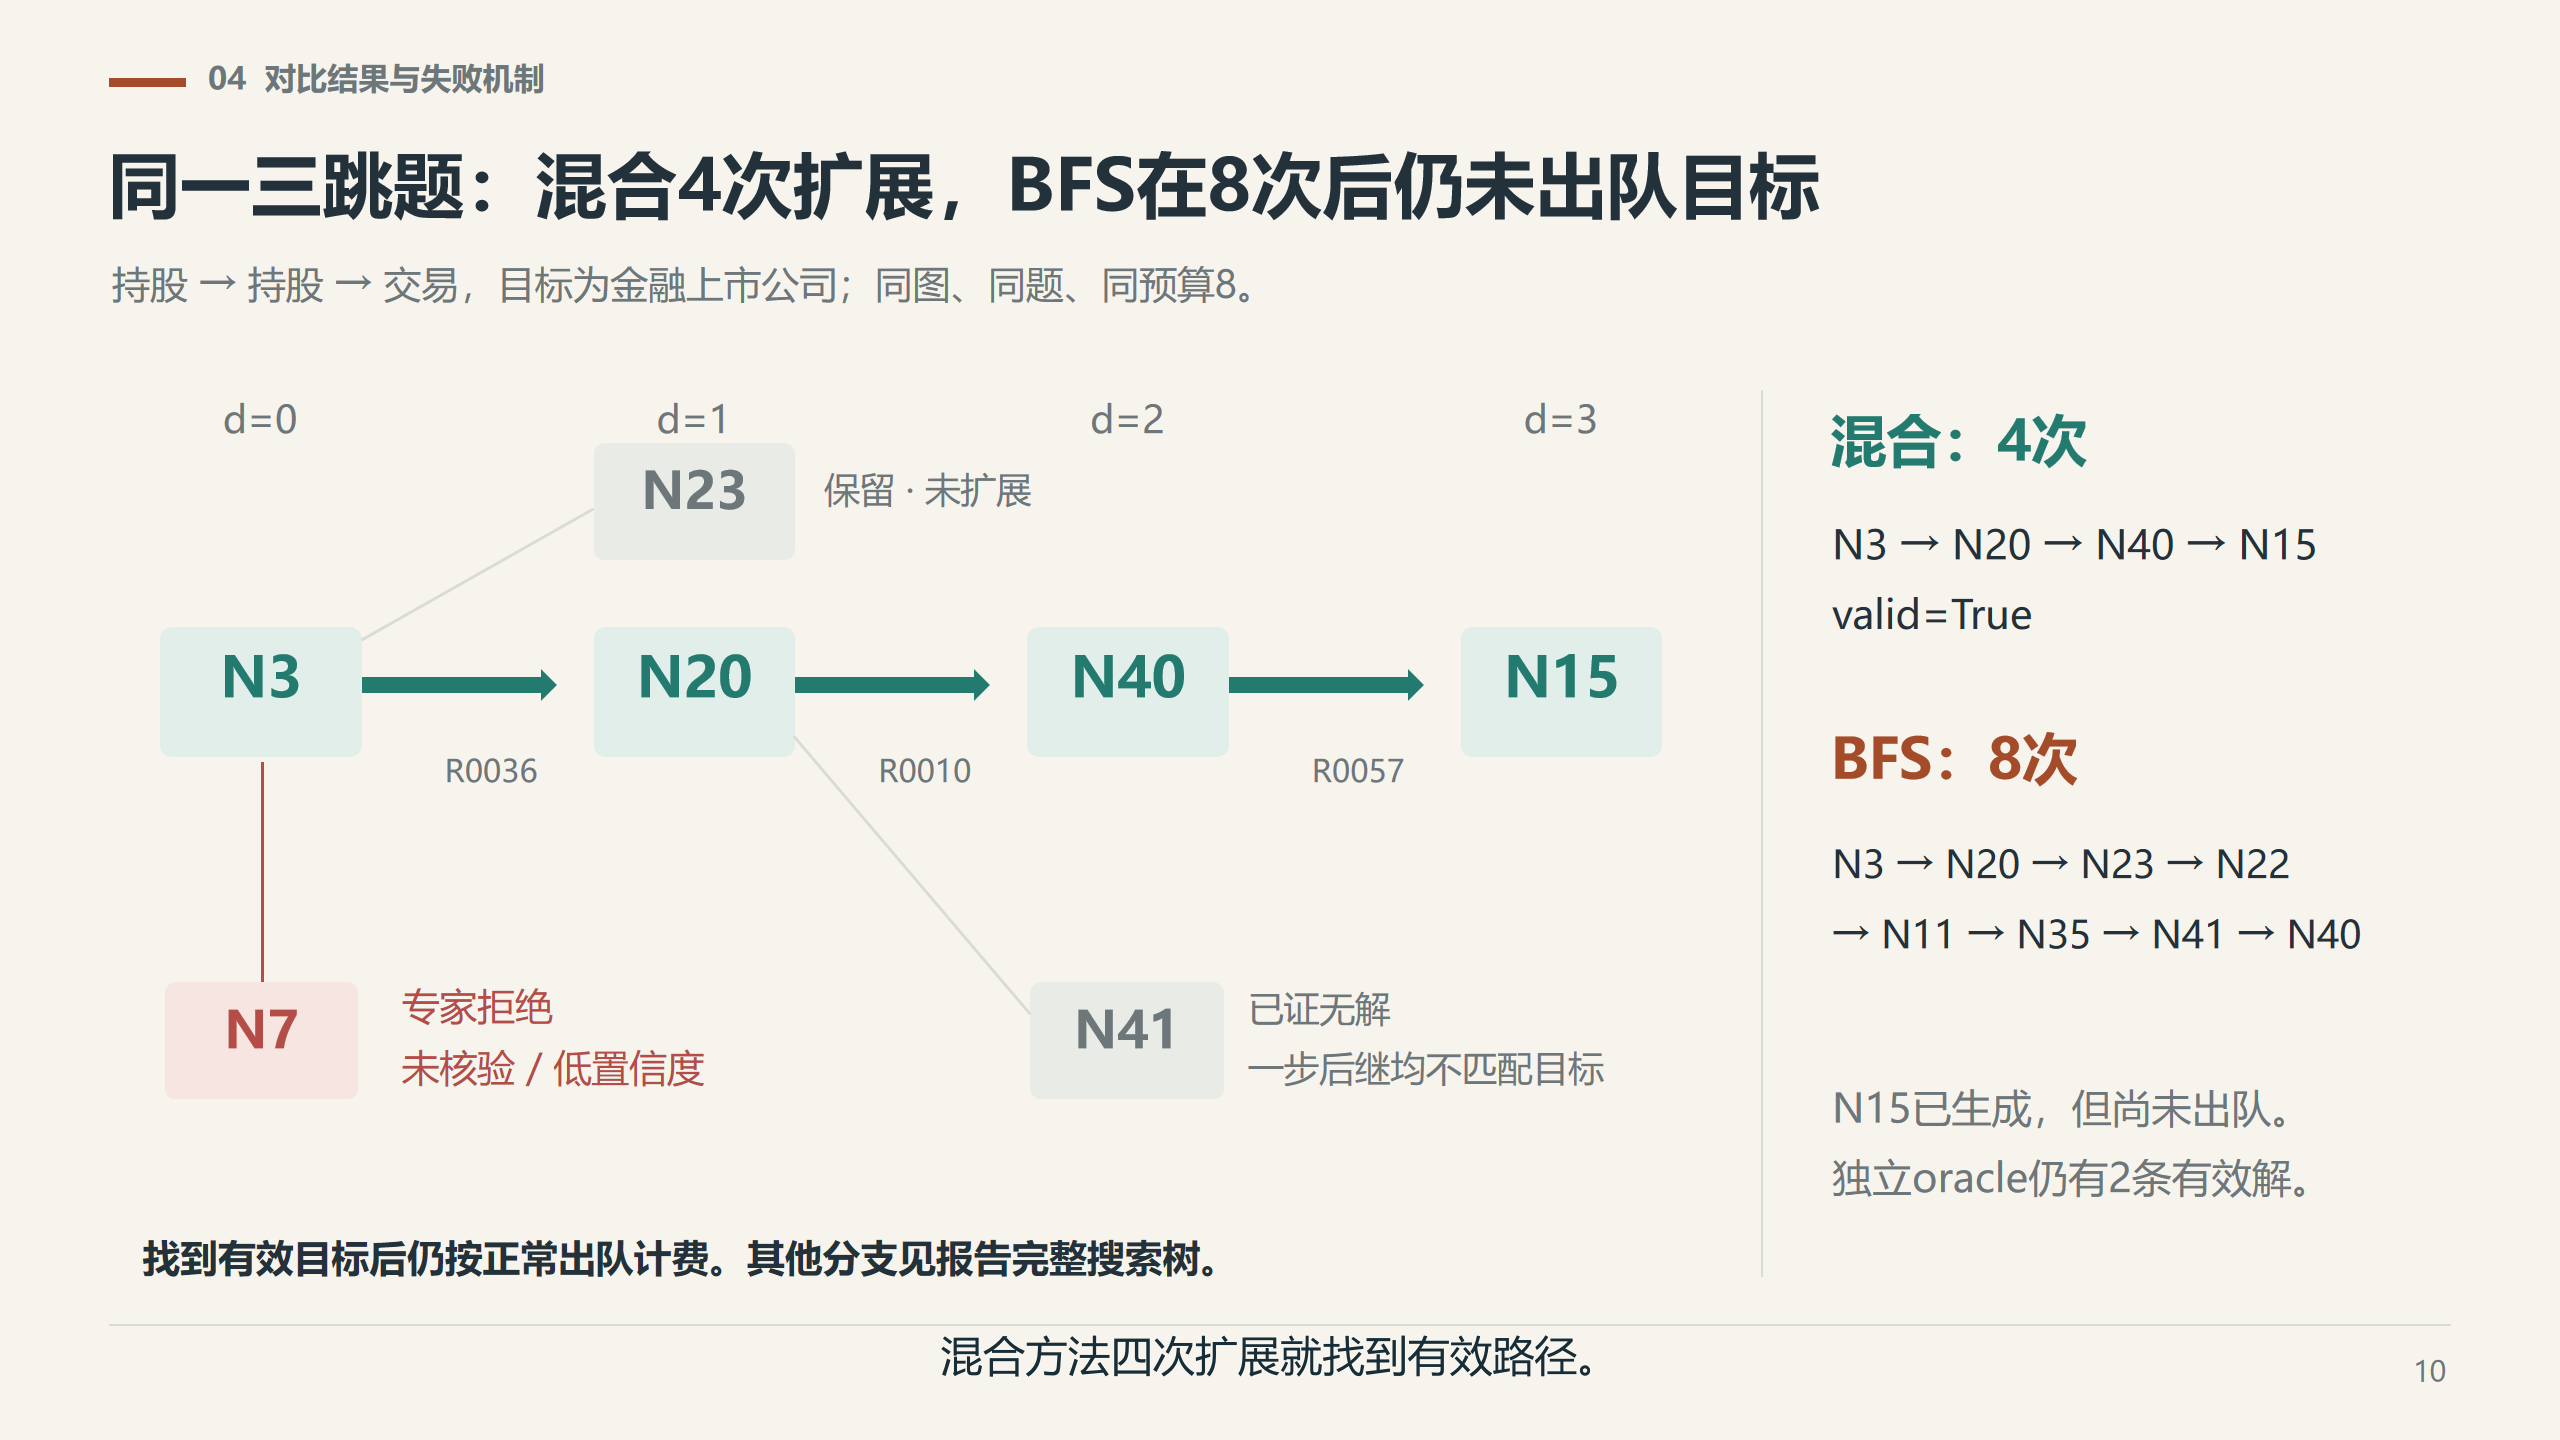 04 对比结果与失败机制
同一三跳题：混合4次扩展，BFS在8次后仍未出队目标
持股 → 持股 → 交易，目标为金融上市公司；同图、同题、同预算8。
d=0
d=1
d=2
d=3
N23
保留 · 未扩展
N3
N20
N40
N15
R0036
R0010
R0057
N7
专家拒绝
未核验 / 低置信度
N41
已证无解
一步后继均不匹配目标
找到有效目标后仍按正常出队计费。其他分支见报告完整搜索树。
混合：4次
N3 → N20 → N40 → N15
valid=True
BFS：8次
N3 → N20 → N23 → N22
→ N11 → N35 → N41 → N40
N15已生成，但尚未出队。
独立oracle仍有2条有效解。
混合方法四次扩展就找到有效路径。
10